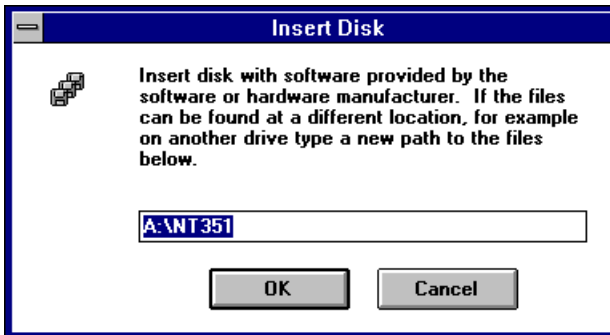 Insert Disk
Insert disk with software provided by the
software or hardware manufacturer. If the files
can be found at a different location, for example
on another drive type a new path to the files
below.
A:\NT351
OK Cancel